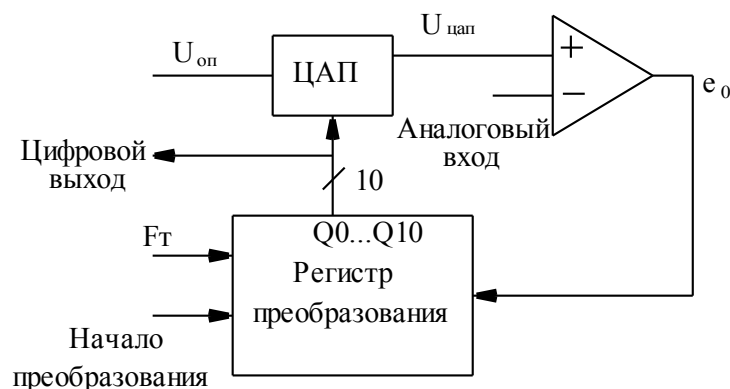 U цап
U оп
ЦАП
+
−
e 0
Аналоговый
вход
Цифровой
выход
10
Q0...Q10
Fт
Регистр
преобразования
Начало
преобразования